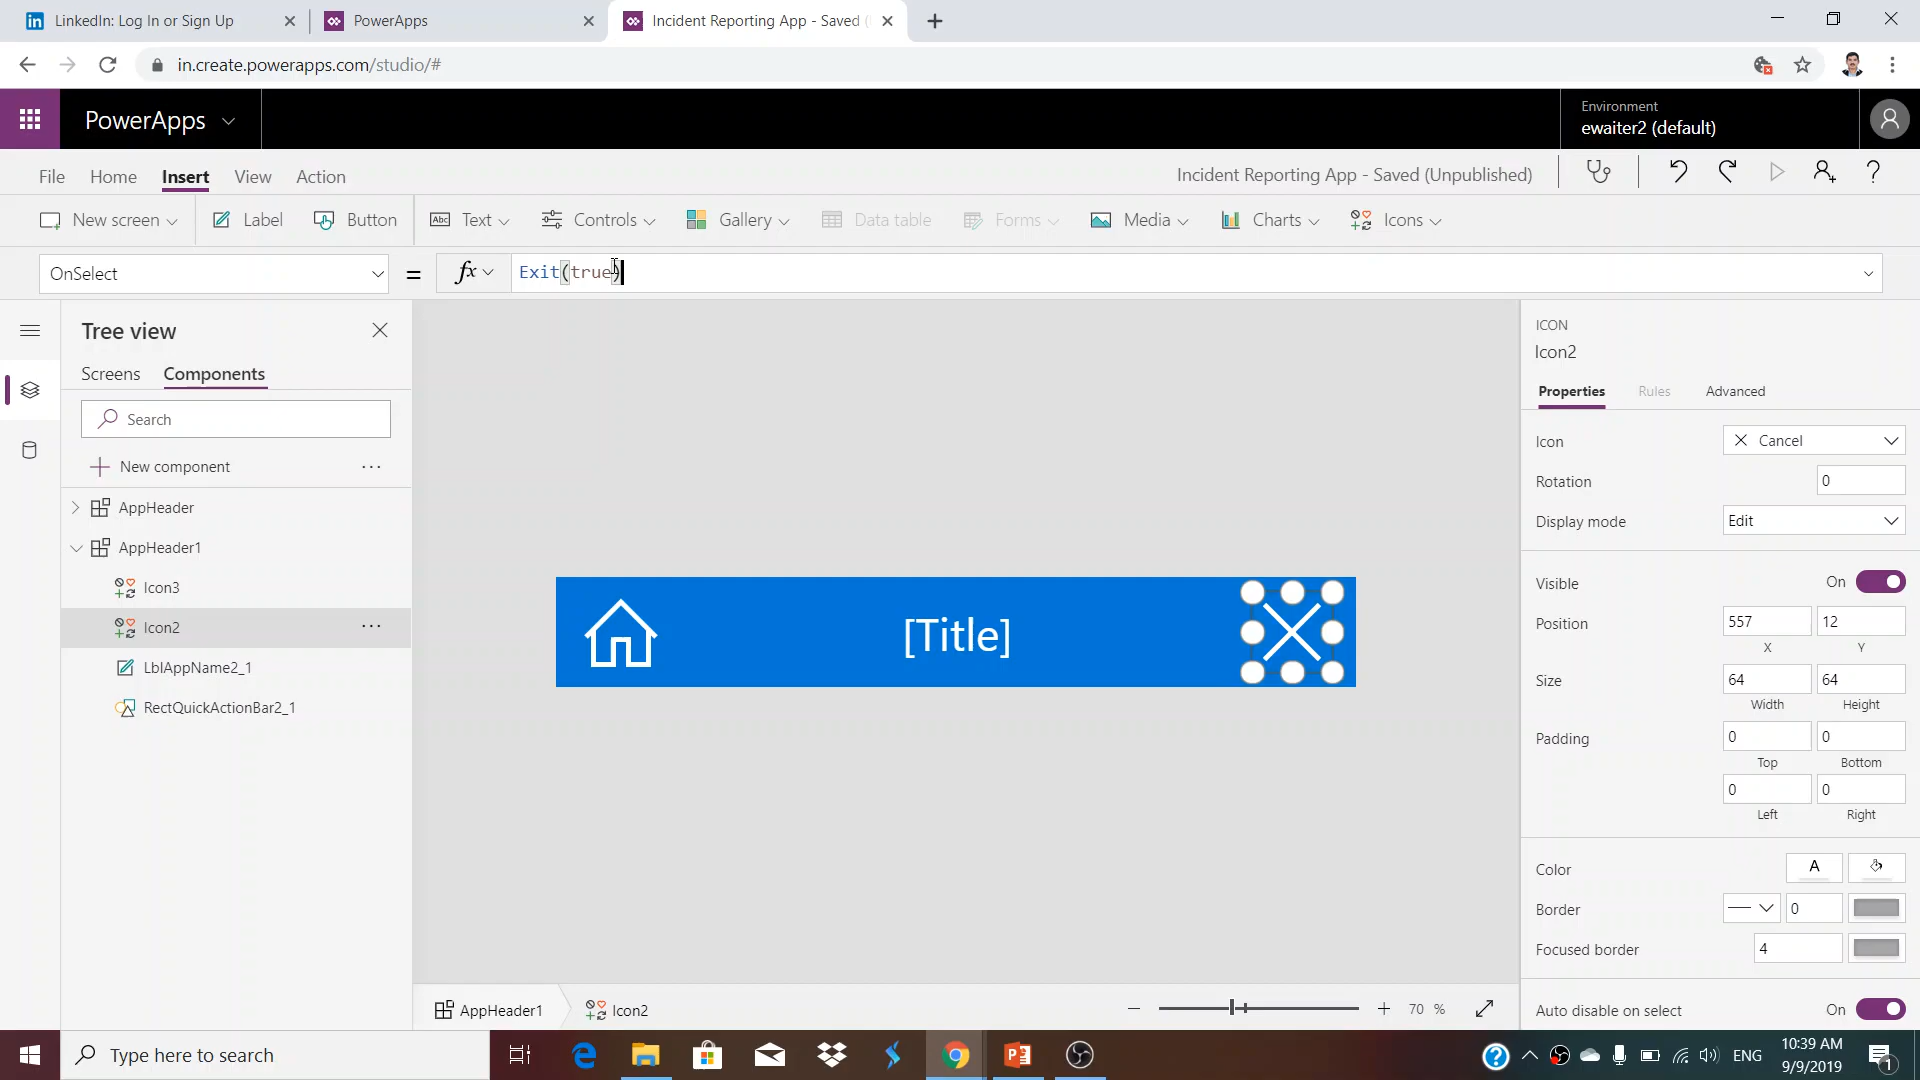 LinkedIn: Log In or Sign Up
PowerApps
Incident Reporting App - Saved (
in.create.powerapps.com/studio/#
PowerApps
Environment
ewaiter2 (default)
File
Home
Insert
View
Action
Incident Reporting App - Saved (Unpublished)
New screen
Label
Button
Abc
Text
Controls
Gallery
Data table
Forms
Media
Charts
Icons
OnSelect
=
fx
Exit(true)
Tree view
Screens
Components
Search
New component
AppHeader
AppHeader1
Icon3
Icon2
LblAppName2_1
RectQuickActionBar2_1
[Title]
ICON
Icon2
Properties
Rules
Advanced
Icon
Cancel
Rotation
0
Display mode
Edit
Visible
On
Position
557
12
X
Y
Size
64
64
Width
Height
Padding
0
0
Top
Bottom
0
0
Left
Right
Color
A
Border
0
Focused border
4
Auto disable on select
On
AppHeader1
Icon2
70 %
Type here to search
ENG
10:39 AM
9/9/2019
1